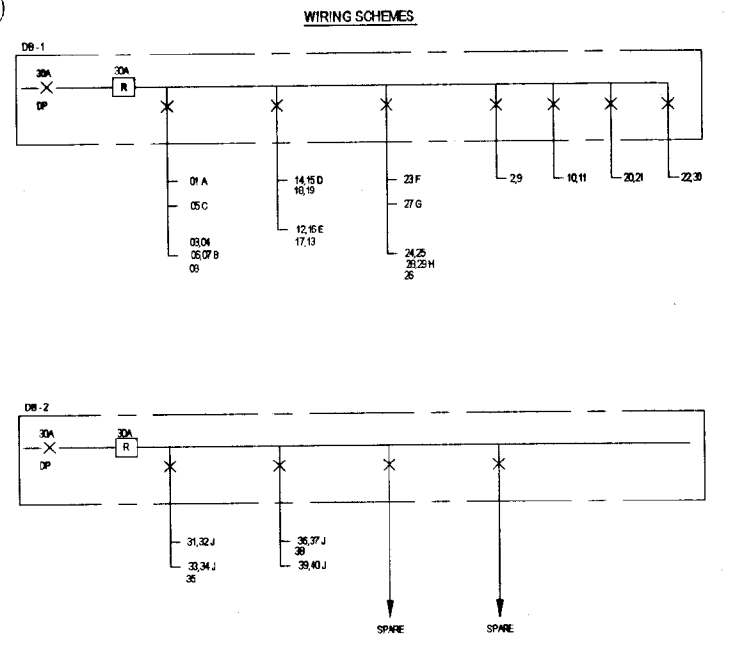 )
WIRING SCHEMES
DB-1
30A
30A
R
DP
01 A
05 C
03,04
06,07 B
08
14,15 D
18,19
12,16 E
17,13
23 F
27 G
24,25
28,29 H
26
2,9
10,11
20,21
22,30
DB-2
30A
30A
R
DP
31,32 J
33,34 J
35
36,37 J
38
39,40 J
SPARE
SPARE